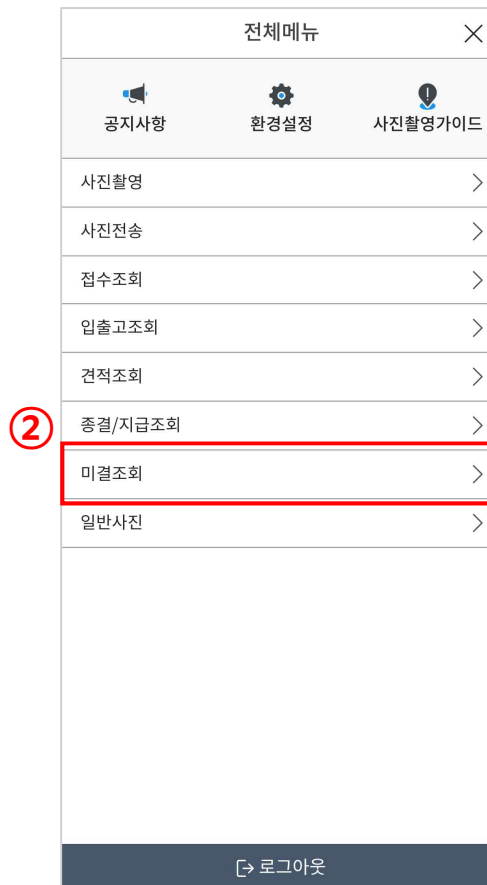 전체메뉴
공지사항 환경설정 사진촬영가이드
사진촬영
사진전송
접수조회
입출고조회
견적조회
② 종결/지급조회
미결조회
일반사진
로그아웃